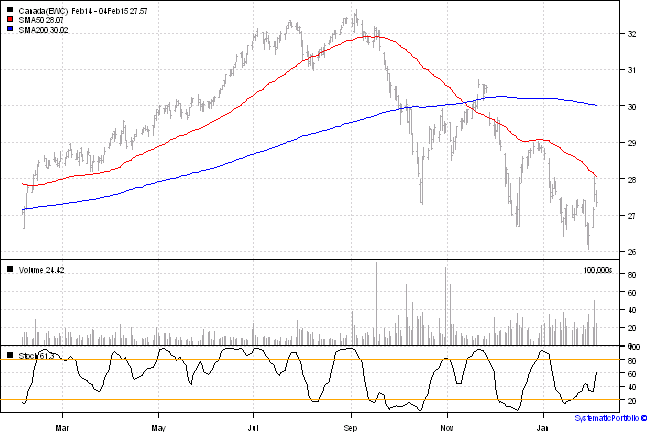 Canada(EWC) Feb14 - 04Feb15 27.57
SMA50 28.07
SMA200 30.02
32
31
30
29
28
27
26
Volume 24.42 100,000s
80
60
40
20
0
Stoch 61.3 100
80
60
40
20
Mar May Jul Sep Nov Jan
SystematicPortfolio ©